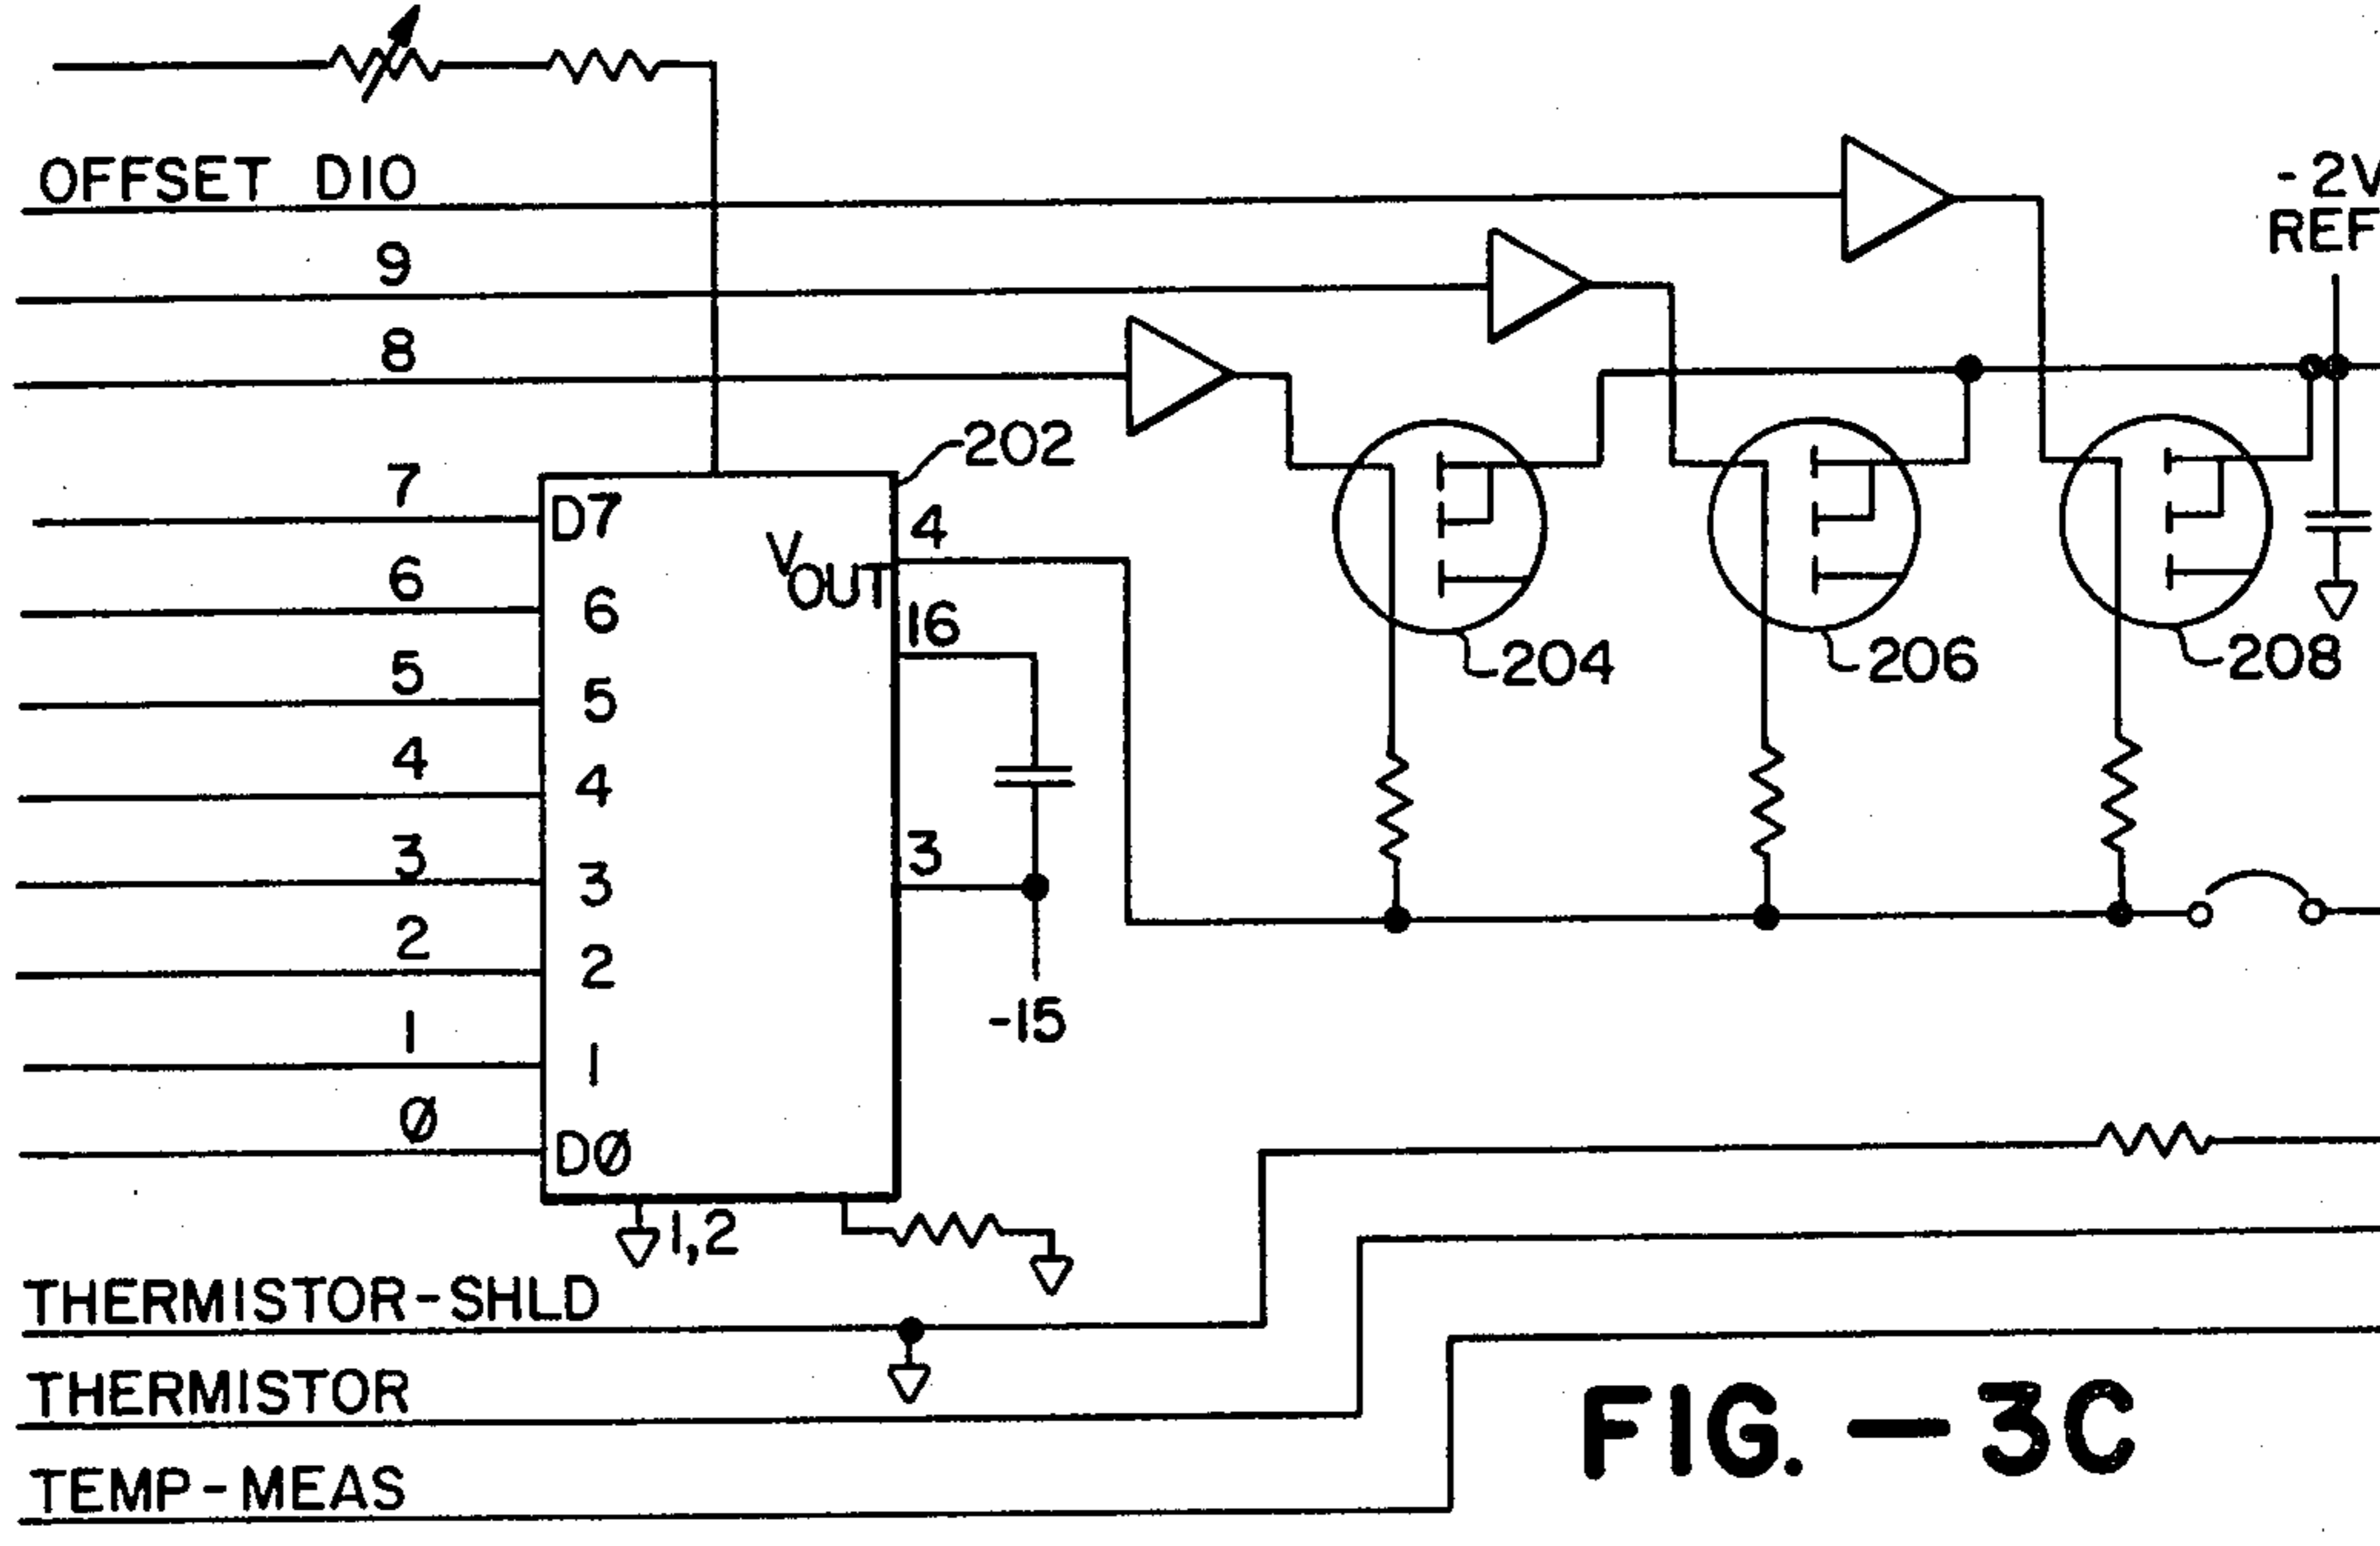 OFFSET D10
9
8
-2V
REF
202
7
D7
4
VOUT
6
6
16
5
5
204
206
208
4
4
3
3
3
2
2
-15
1
1
0
D0
1,2
THERMISTOR-SHLD
THERMISTOR
TEMP-MEAS
FIG.-3C